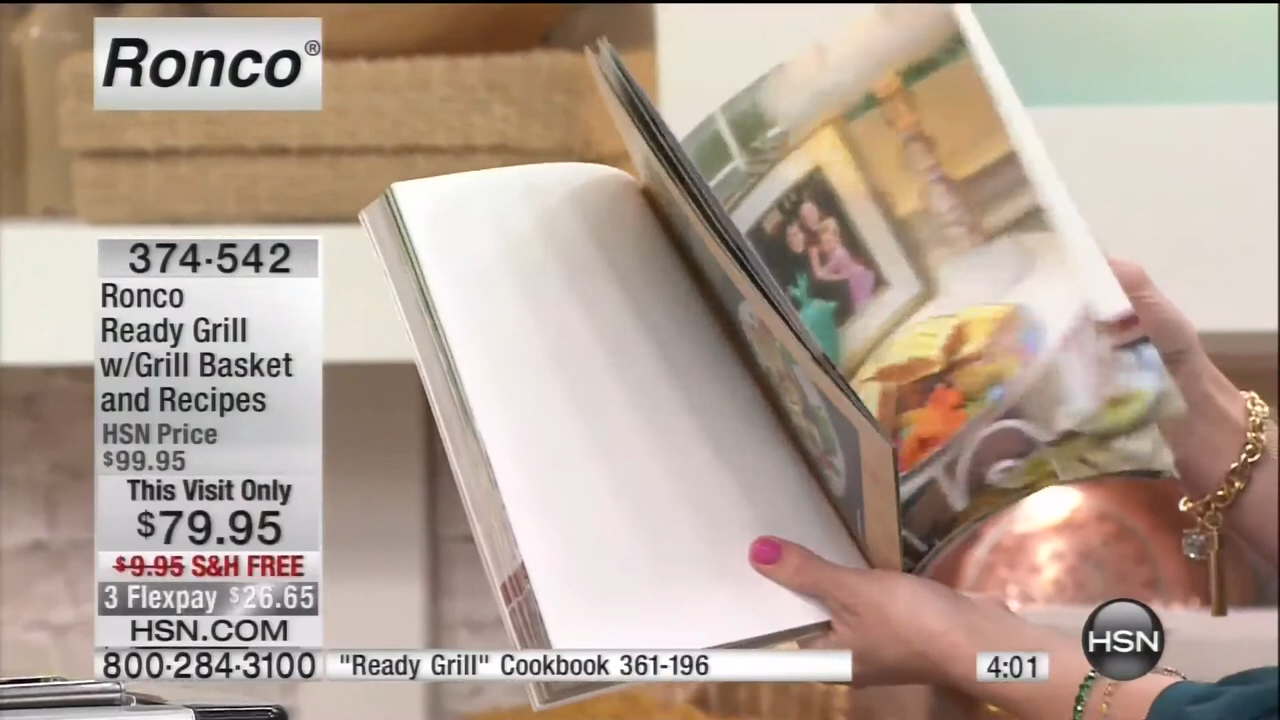 Ronco®
374·542
Ronco
Ready Grill
w/Grill Basket
and Recipes
HSN Price
$99.95
This Visit Only
$79.95
$9.95 S&H FREE
3 Flexpay $26.65
HSN.COM
800·284·3100
"Ready Grill" Cookbook 361-196
4:01
HSN